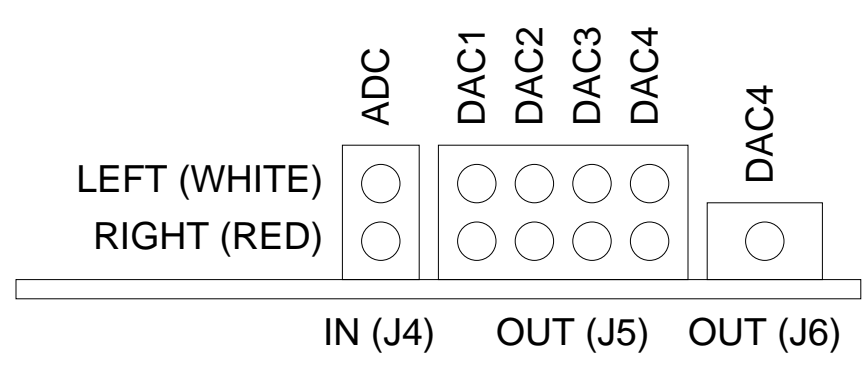 ADC
DAC1
DAC2
DAC3
DAC4
DAC4
LEFT (WHITE)
RIGHT (RED)
IN (J4)
OUT (J5)
OUT (J6)